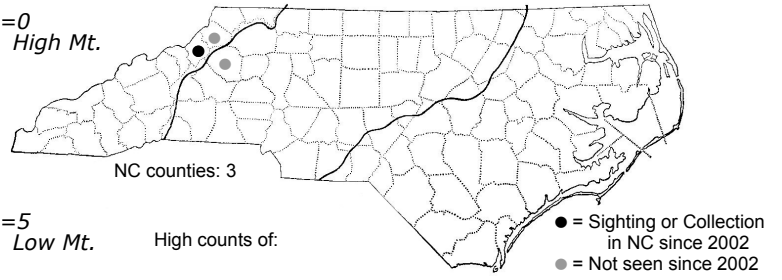 =0
High Mt.
NC counties: 3
=5
Low Mt.
High counts of:
= Sighting or Collection
in NC since 2002
= Not seen since 2002